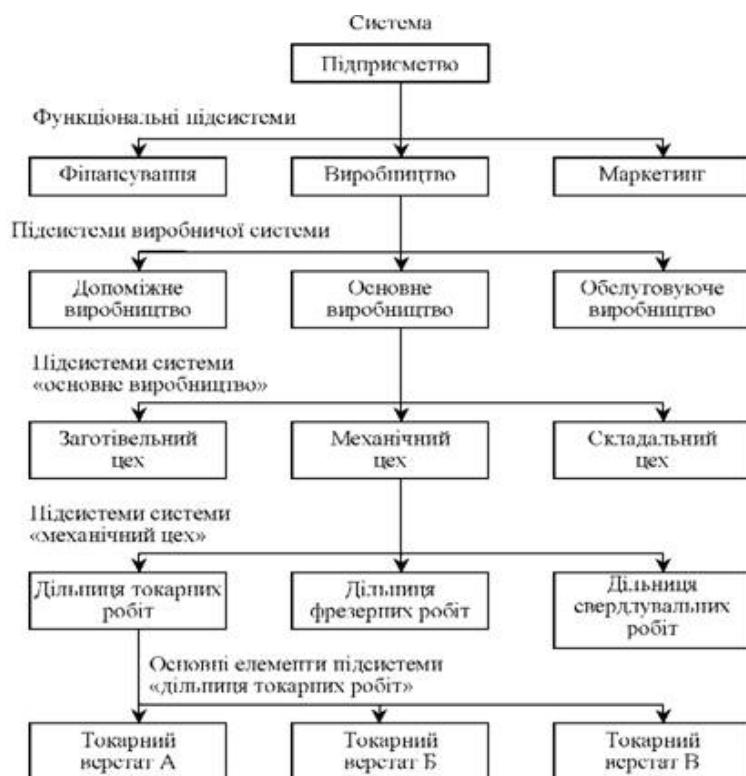 Система
Підприєметво
Функціональні підсистеми
Фінансування
Виробництво
Маркетинг
Підсистеми виробничої системи
Допоміжне
виробництво
Основне
виробництво
Обслуговуюче
виробництво
Підсистеми системи
«основне виробництво»
Заготівельний
цех
Механічний
цех
Складальний
цех
Підсистеми системи
«механічний цех»
Дільниця токарних
робіт
Дільниця
фрезерних робіт
Дільниця
свердлувальних
робіт
Основні елементи підсистеми
«дільниця токарних робіт»
Токарний
верстат А
Токарний
верстат Б
Токарний
верстат В